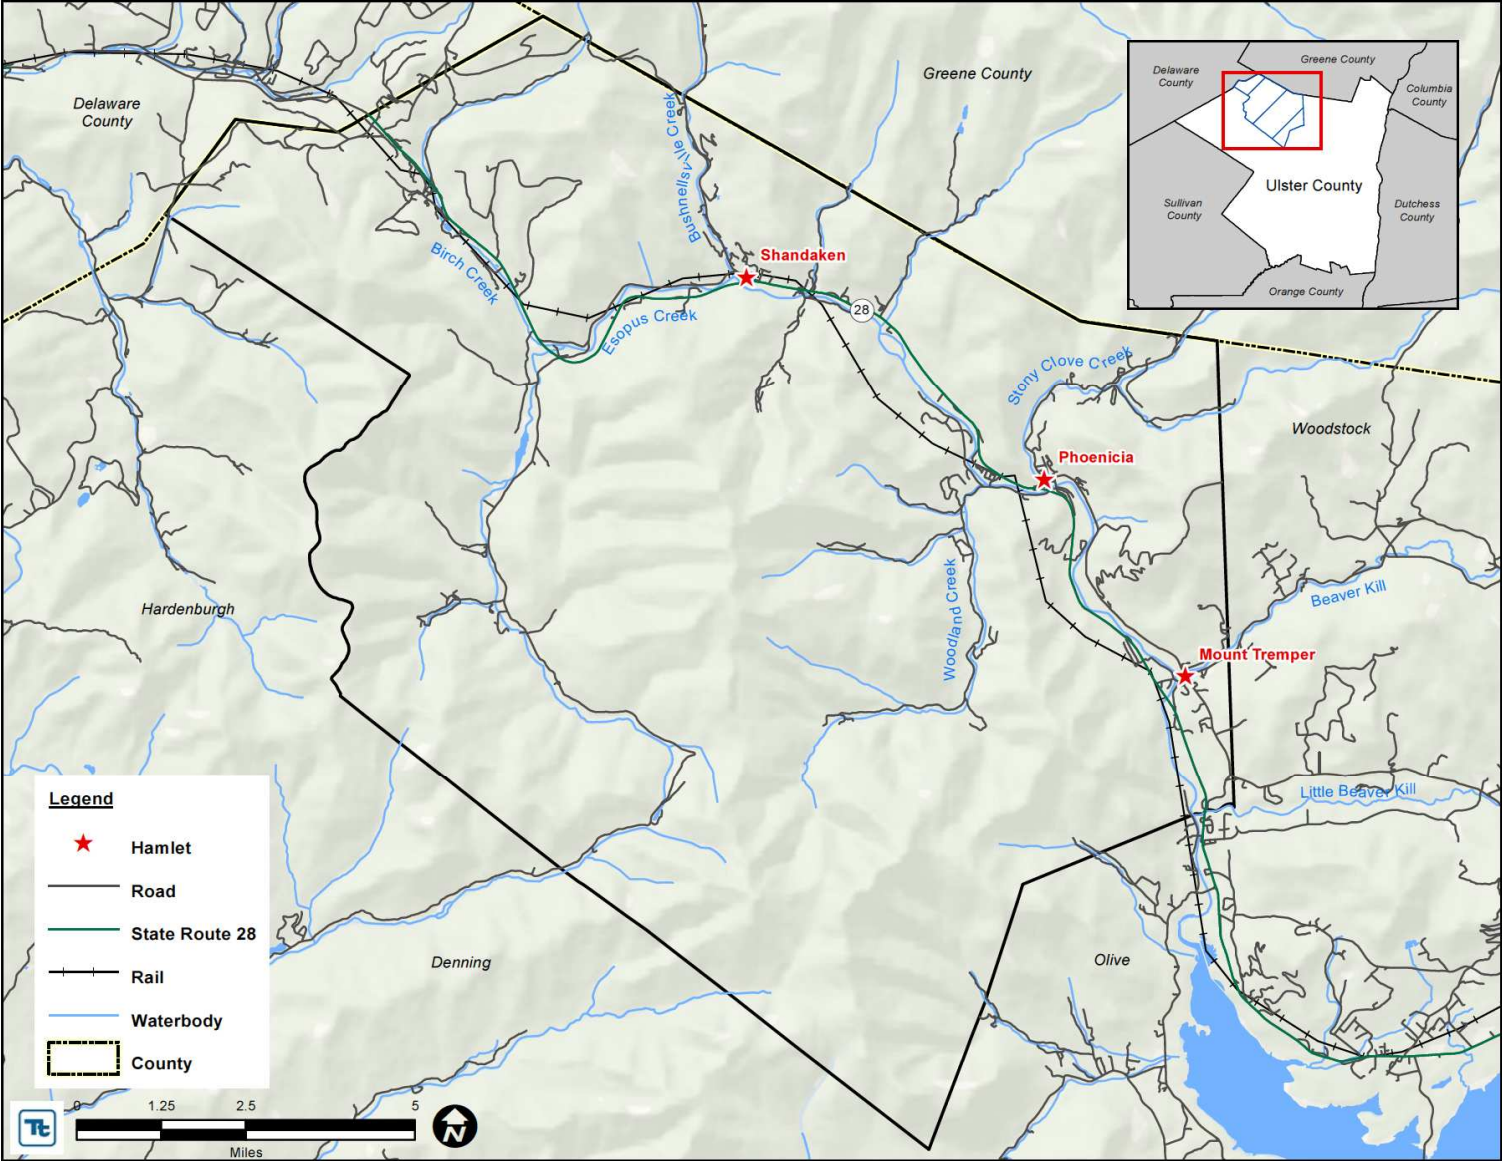 Delaware
County
Greene County
Bushnellsville Creek
Birch Creek
Shandaken
28
Esopus Creek
Stony Clove Creek
Phoenicia
Woodstock
Hardenburgh
Woodland Creek
Beaver Kill
Mount Tremper
Little Beaver Kill
Denning
Olive
Delaware
County
Greene County
Columbia
County
Ulster County
Sullivan
County
Dutchess
County
Orange County
Legend
Hamlet
Road
State Route 28
Rail
Waterbody
County
Tt
0 1.25 2.5 5
Miles
N